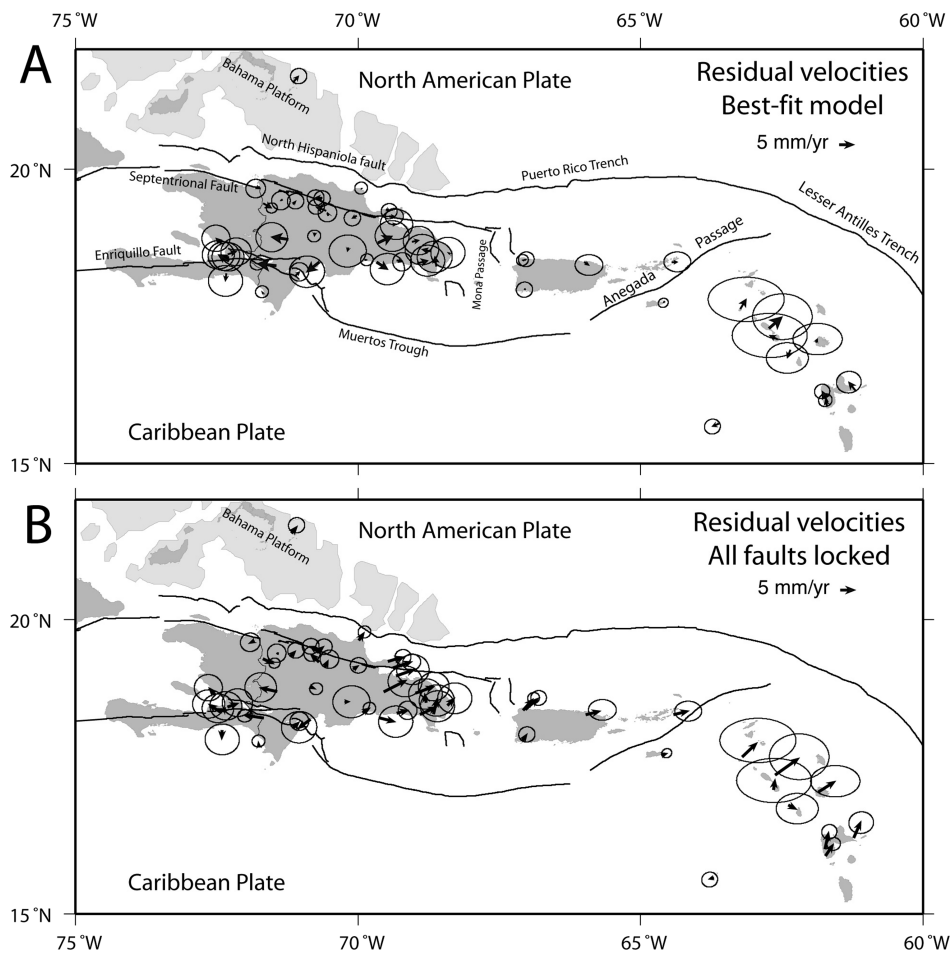 75˚W 70˚W 65˚W 60˚W
A
Bahama Platform
North American Plate
Residual velocities
Best-fit model
5 mm/yr
20˚N
North Hispaniola fault
Puerto Rico Trench
Septentrional Fault
Lesser Antilles Trench
Enriquillo Fault
Mona Passage
Anegada Passage
Muertos Trough
Caribbean Plate
15˚N
B
Bahama Platform
North American Plate
Residual velocities
All faults locked
5 mm/yr
20˚N
Caribbean Plate
15˚N
75˚W 70˚W 65˚W 60˚W